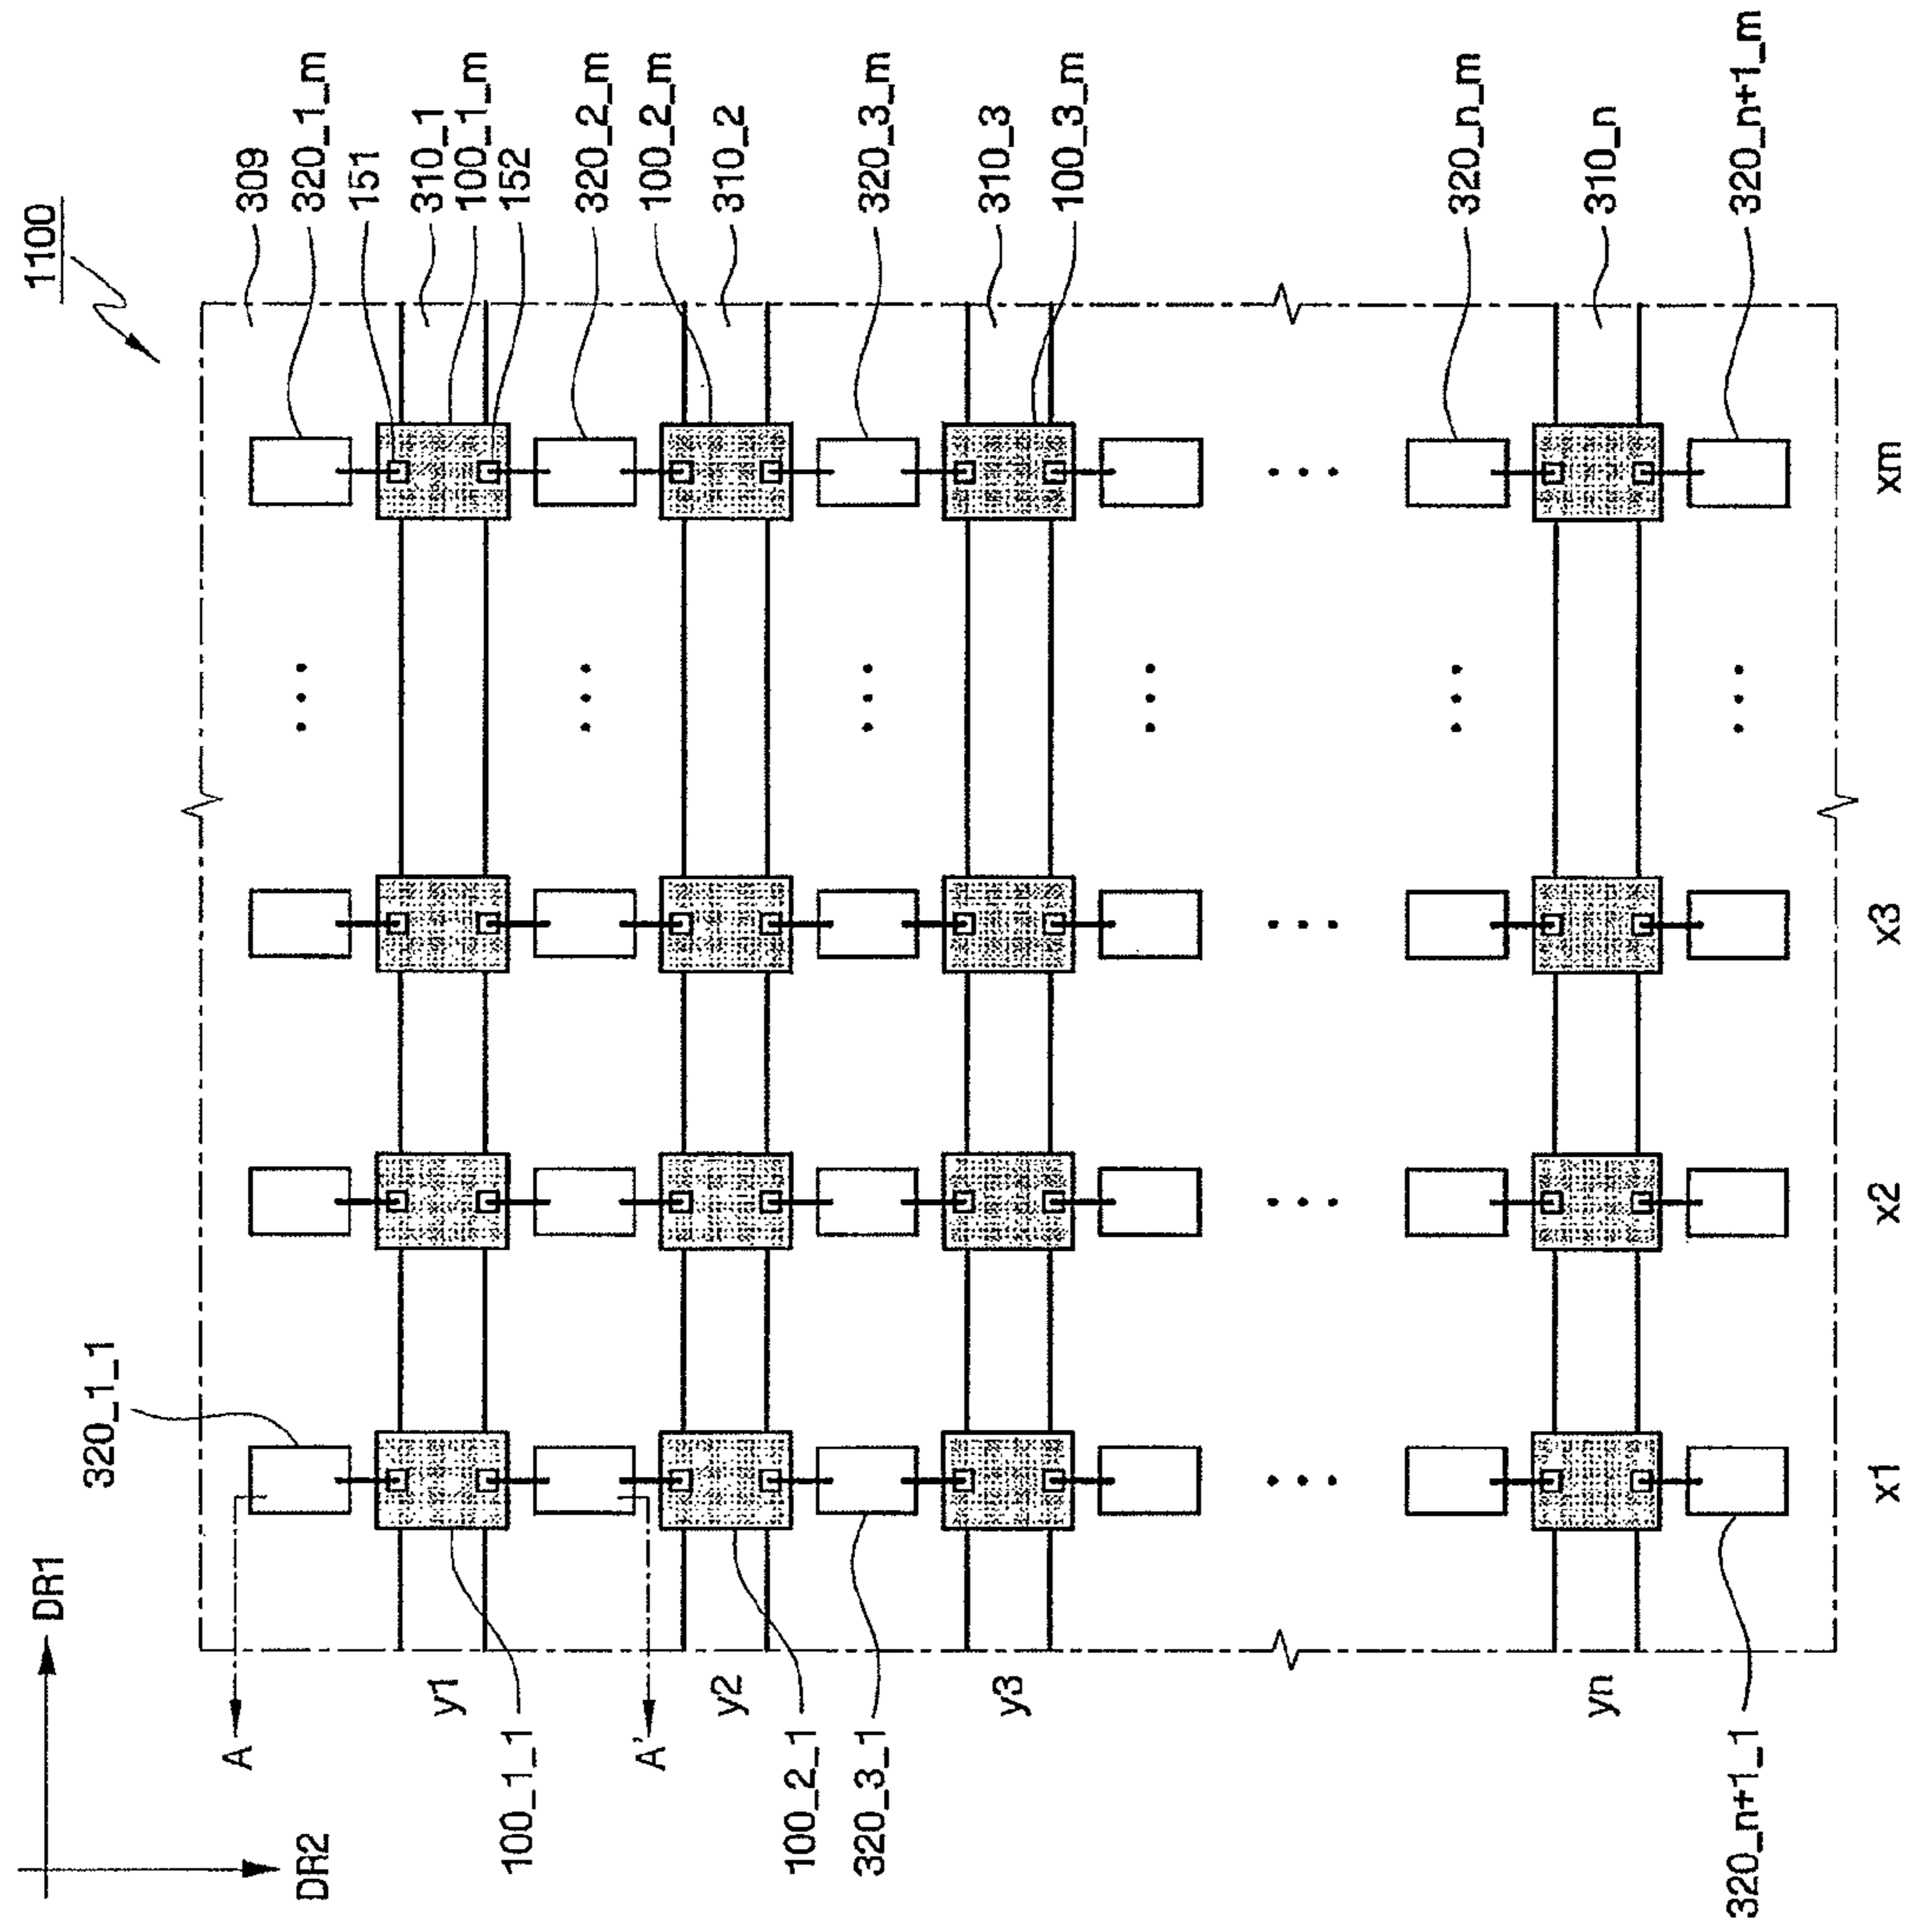 1100
DR1
DR2
309
320_1_m
151
310_1
100_1_m
152
320_2_m
100_2_m
310_2
320_3_m
310_3
100_3_m
320_n_m
310_n
320_n+1_m
320_1_1
A
y1
100_1_1
A'
y2
100_2_1
320_3_1
y3
yn
320_n+1_1
x1
x2
x3
xm